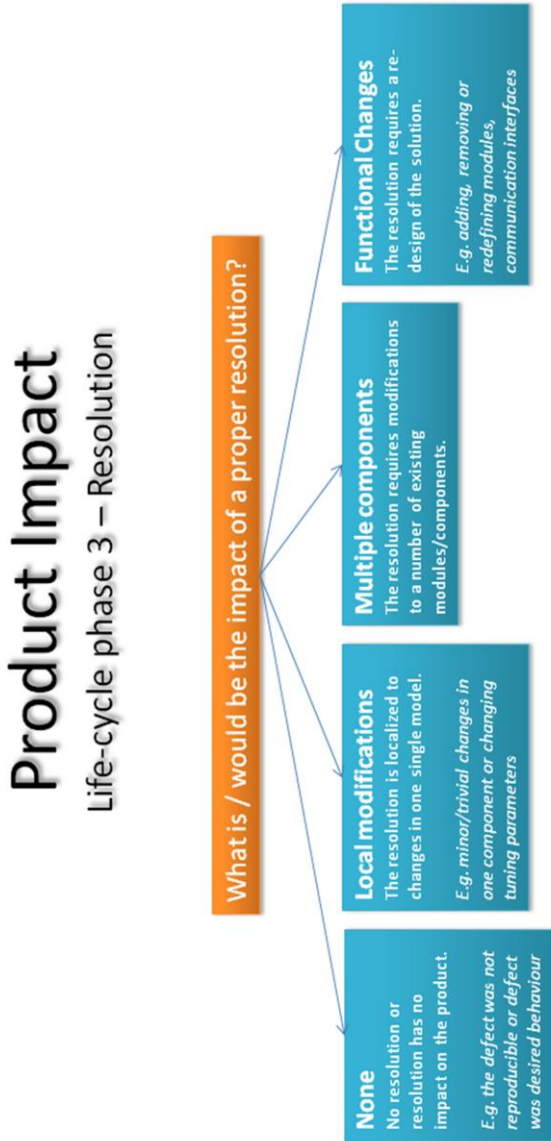 Product Impact
Life-cycle phase 3 – Resolution
What is / would be the impact of a proper resolution?
None
No resolution or
resolution has no
impact on the product.
E.g. the defect was not
reproducible or defect
was desired behaviour
Local modifications
The resolution is localized to
changes in one single model.
E.g. minor/trivial changes in
one component or changing
tuning parameters
Multiple components
The resolution requires modifications
to a number of existing
modules/components.
Functional Changes
The resolution requires a re-
design of the solution.
E.g. adding, removing or
redefining modules,
communication interfaces